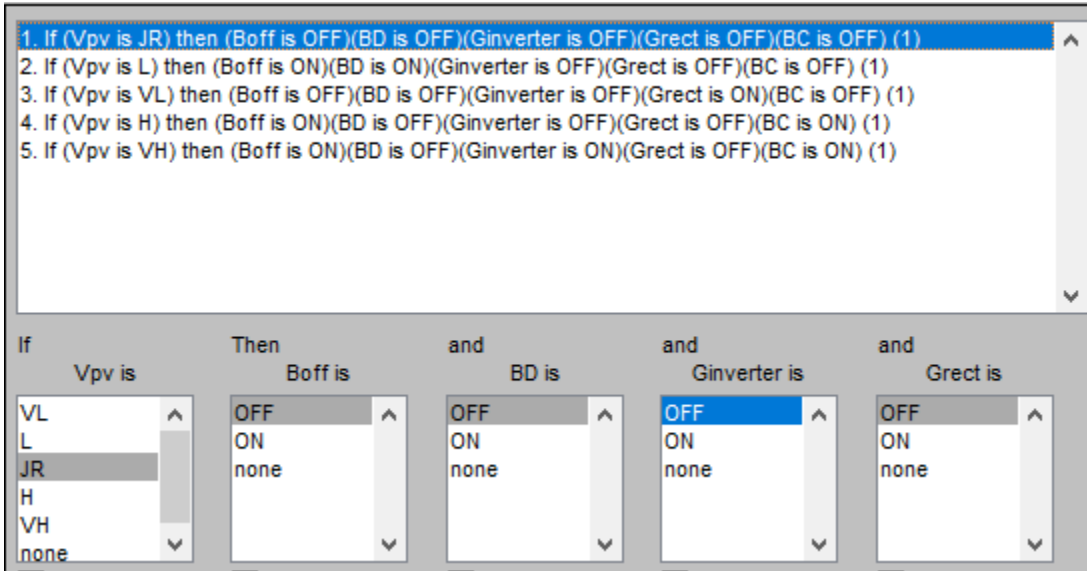 1. If (Vpv is JR) then (Boff is OFF)(BD is OFF)(Ginverter is OFF)(Grect is OFF)(BC is OFF) (1)
2. If (Vpv is L) then (Boff is ON)(BD is ON)(Ginverter is OFF)(Grect is OFF)(BC is OFF) (1)
3. If (Vpv is VL) then (Boff is OFF)(BD is OFF)(Ginverter is OFF)(Grect is ON)(BC is OFF) (1)
4. If (Vpv is H) then (Boff is ON)(BD is OFF)(Ginverter is OFF)(Grect is OFF)(BC is ON) (1)
5. If (Vpv is VH) then (Boff is ON)(BD is OFF)(Ginverter is ON)(Grect is OFF)(BC is ON) (1)
If Then and and and
Vpv is Boff is BD is Ginverter is Grect is
VL OFF OFF OFF OFF
L ON ON ON ON
JR none none none none
H
VH
none